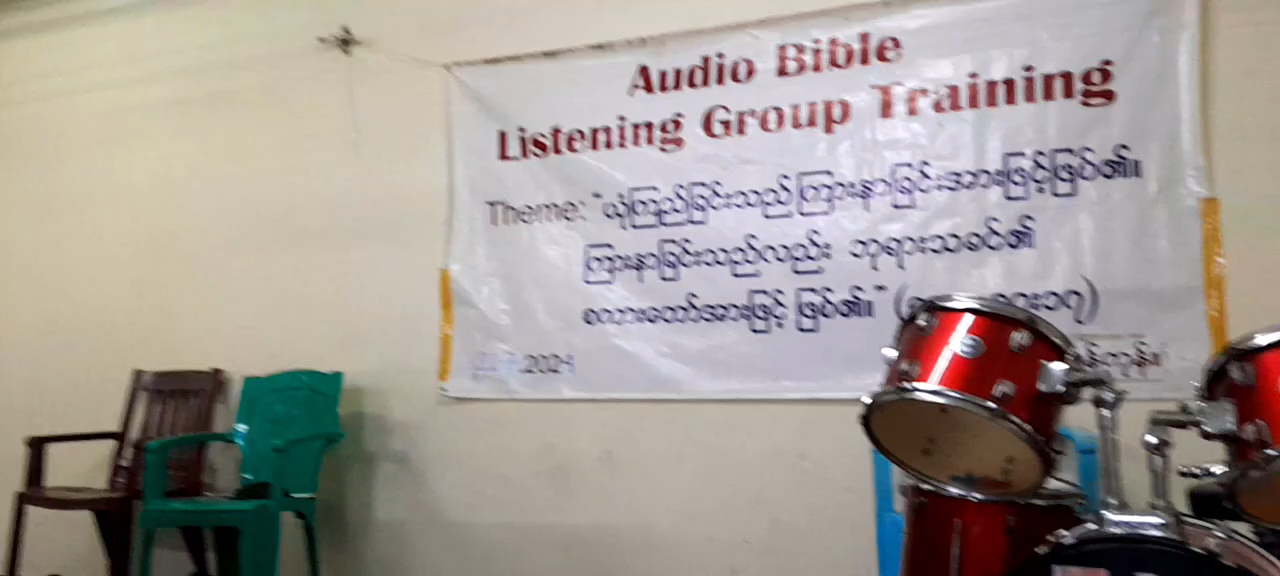 Audio Bible
Listening Group Training
Theme: "ယုံကြည်ခြင်းသည် ကြားနာခြင်းအားဖြင့်ဖြစ်၏။
ကြားနာခြင်းသည်လည်း ဘုရားသခင်၏
စကားတော်အားဖြင့် ဖြစ်၏။"
.2024